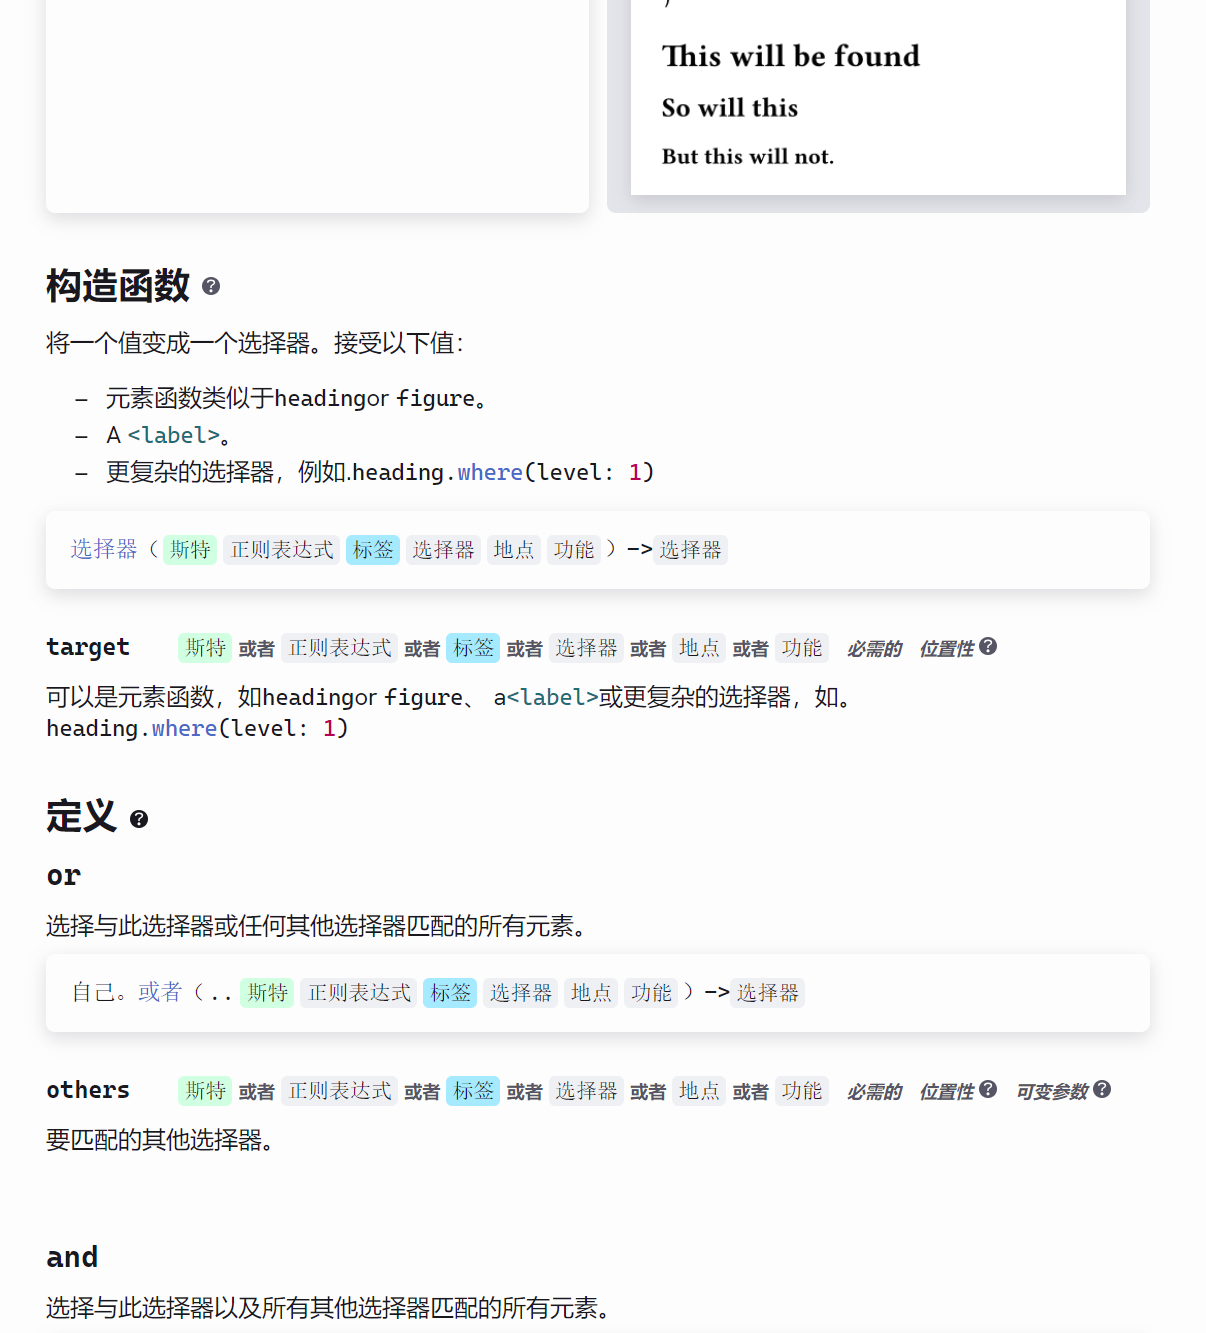 )
This will be found
So will this
But this will not.
构造函数
将一个值变成一个选择器。接受以下值：
– 元素函数类似于headingor figure。
– A <label>。
– 更复杂的选择器，例如.heading.where(level: 1)
选择器（ 斯特 正则表达式 标签 选择器 地点 功能 ）-> 选择器
target 斯特 或者 正则表达式 或者 标签 或者 选择器 或者 地点 或者 功能 必需的 位置性
可以是元素函数，如headingor figure、 a<label>或更复杂的选择器，如。
heading.where(level: 1)
定义
or
选择与此选择器或任何其他选择器匹配的所有元素。
自己。或者（ .. 斯特 正则表达式 标签 选择器 地点 功能 ）-> 选择器
others 斯特 或者 正则表达式 或者 标签 或者 选择器 或者 地点 或者 功能 必需的 位置性 可变参数
要匹配的其他选择器。
and
选择与此选择器以及所有其他选择器匹配的所有元素。